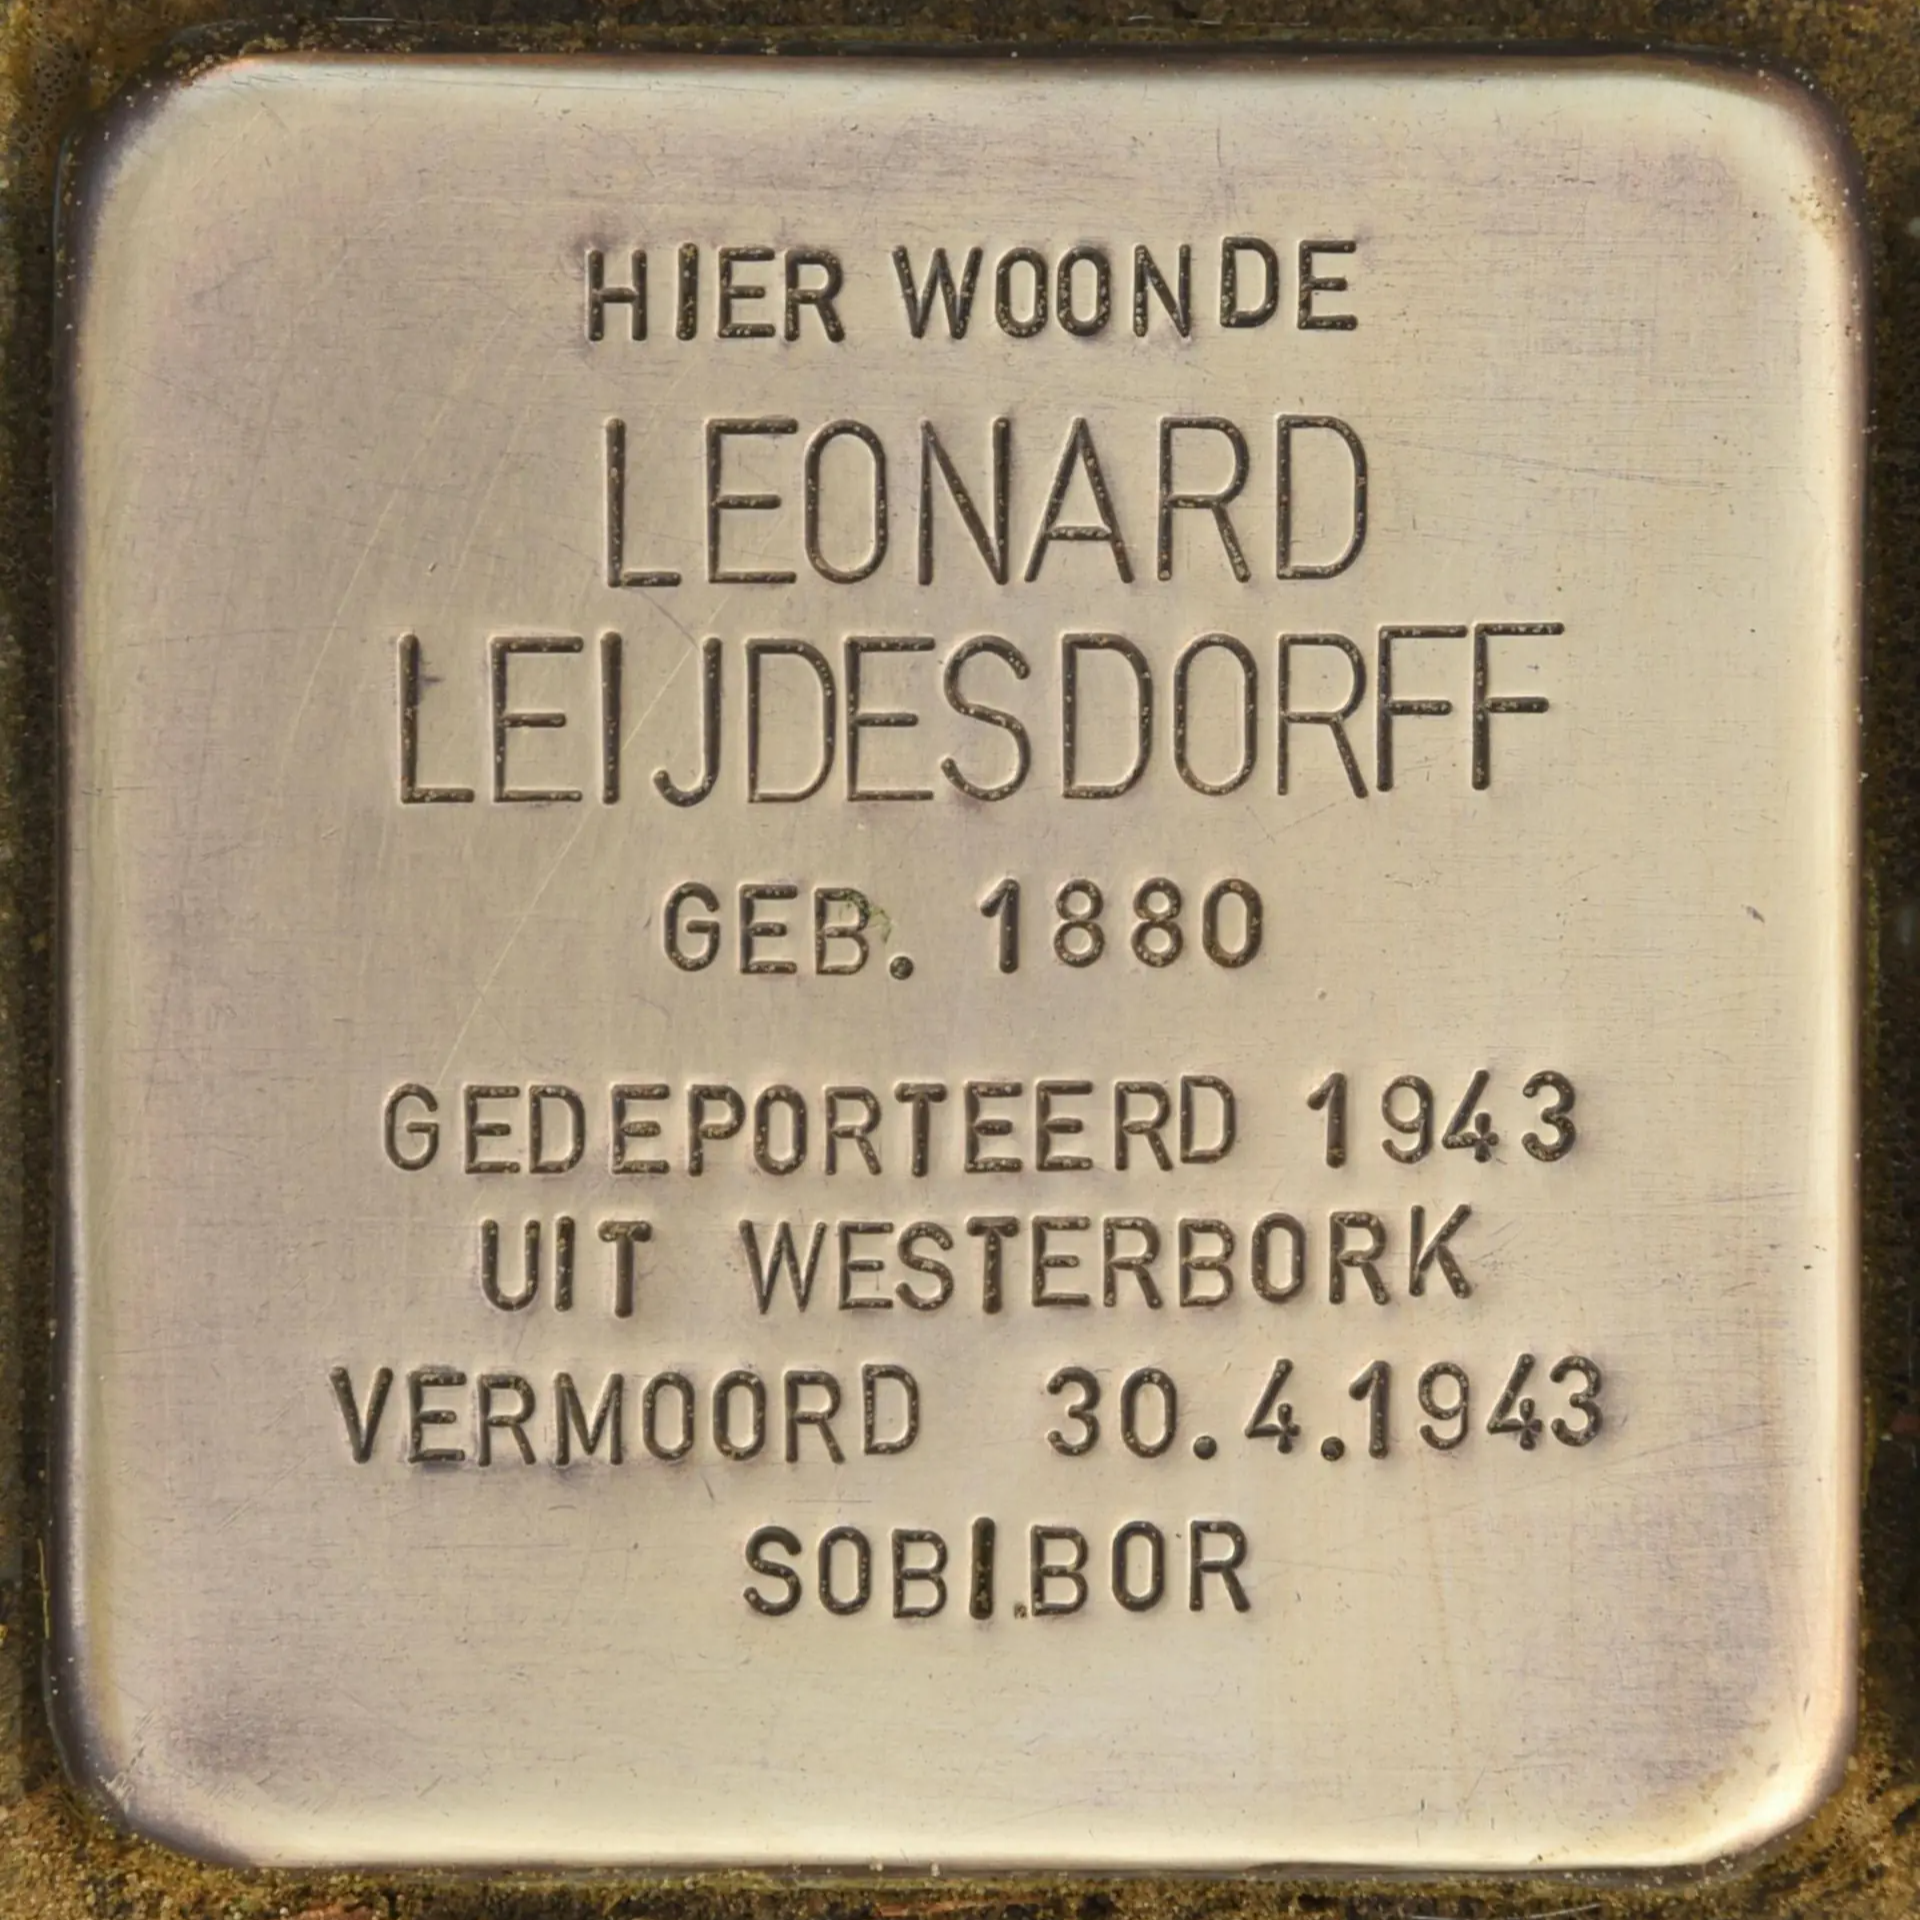 HIER WOONDE
LEONARD
LEIJDESDORFF
GEB. 1880
GEDEPORTEERD 1943
UIT WESTERBORK
VERMOORD 30.4.1943
SOBIBOR